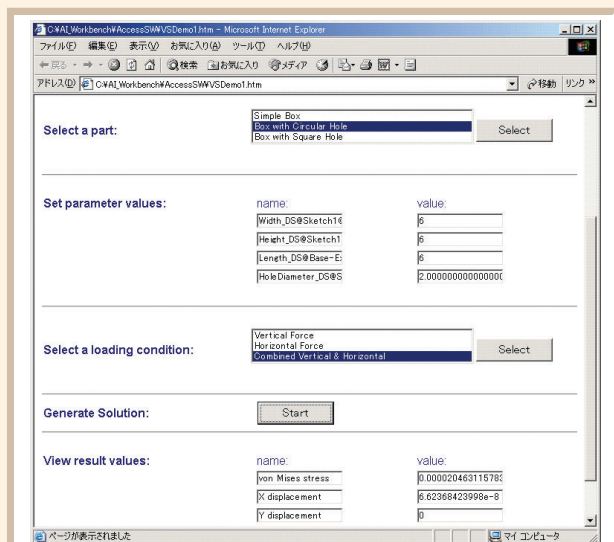 C:¥AI_Workbench¥AccessSW¥VSDemo1.htm - Microsoft Internet Explorer
ファイル(F) 編集(E) 表示(V) お気に入り(A) ツール(T) ヘルプ(H)
戻る 検索 お気に入り メディア
アドレス(D) C:¥AI_Workbench¥AccessSW¥VSDemo1.htm 移動 リンク »
Select a part:
Simple Box
Box with Circular Hole
Box with Square Hole
Select
Set parameter values:
name: value:
Width_DS@Sketch1@ 6
Height_DS@Sketch1 6
Length_DS@Base-E 6
HoleDiameter_DS@S 2.000000000000000
Select a loading condition:
Vertical Force
Horizontal Force
Combined Vertical & Horizontal
Select
Generate Solution: Start
View result values:
name: value:
von Mises stress 0.000020463115783
X displacement 6.62368423998e-8
Y displacement 0
ページが表示されました マイ コンピュータ